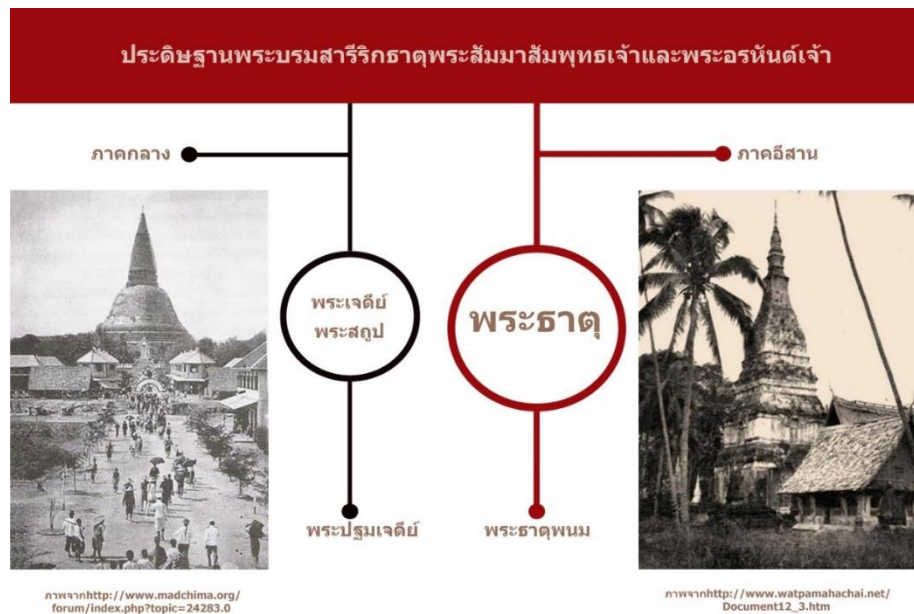 ประดิษฐานพระบรมสารีริกธาตุพระสัมมาสัมพุทธเจ้าและพระอรหันต์เจ้า
ภาคกลาง
ภาคอีสาน
พระเจดีย์
พระสถูป
พระธาตุ
พระปฐมเจดีย์
พระธาตุพนม
ภาพจากhttp://www.madchima.org/
forum/index.php?topic=24283.0
ภาพจากhttp://www.watpamahachai.net/
Document12_3.htm